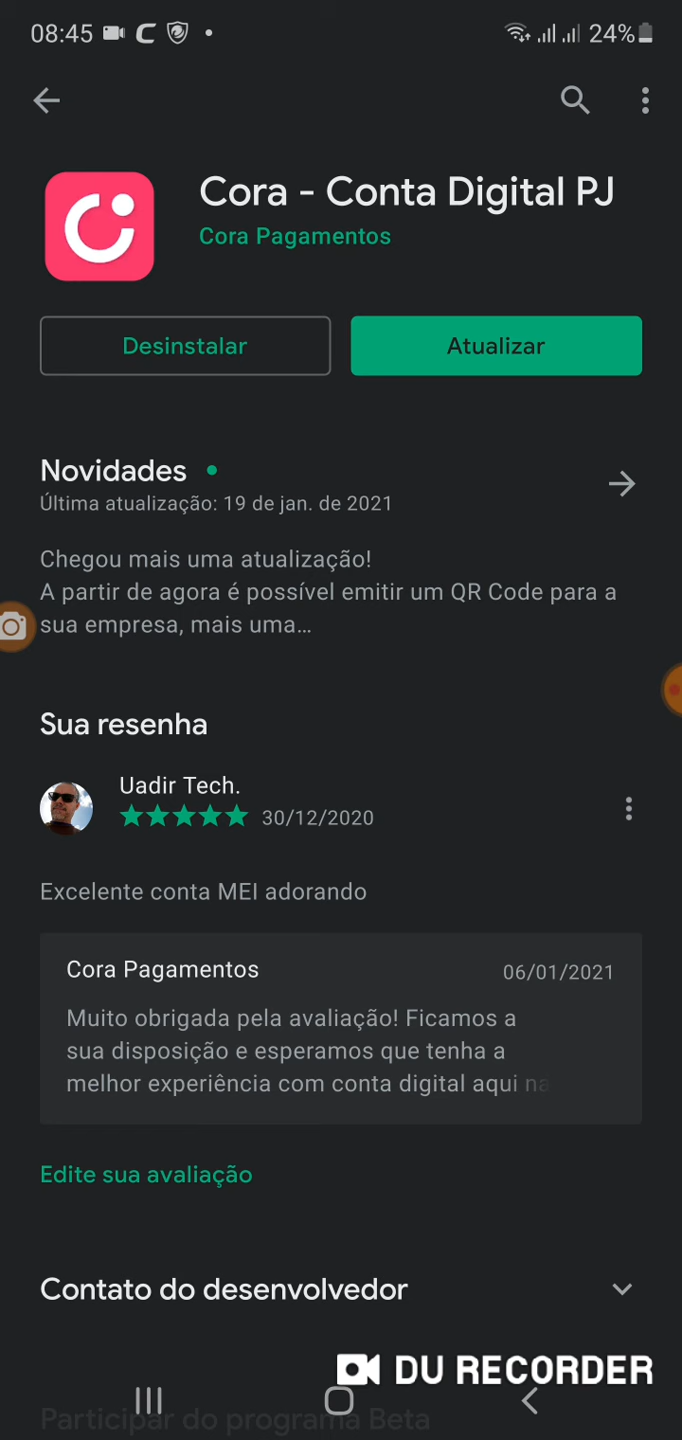 08:45
24%
Cora - Conta Digital PJ
Cora Pagamentos
Desinstalar
Atualizar
Novidades
Última atualização: 19 de jan. de 2021
Chegou mais uma atualização!
A partir de agora é possível emitir um QR Code para a
sua empresa, mais uma...
Sua resenha
Uadir Tech.
30/12/2020
Excelente conta MEI adorando
Cora Pagamentos
06/01/2021
Muito obrigada pela avaliação! Ficamos a
sua disposição e esperamos que tenha a
melhor experiência com conta digital aqui na
Edite sua avaliação
Contato do desenvolvedor
DU RECORDER
Participar do programa Beta